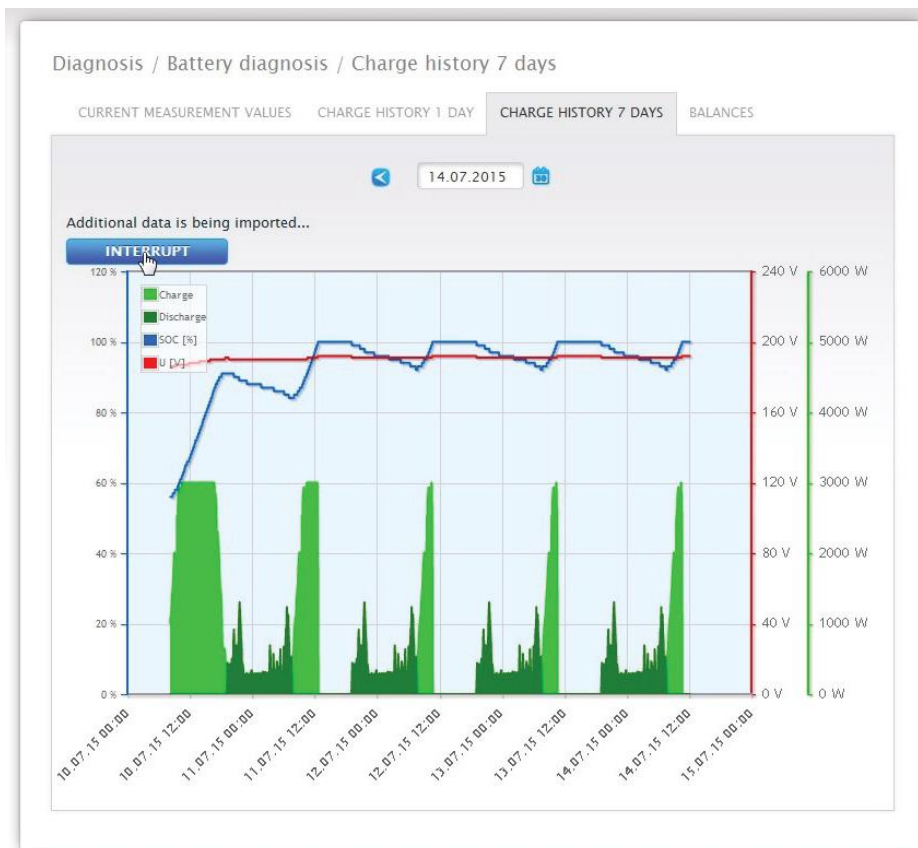 Diagnosis / Battery diagnosis / Charge history 7 days
CURRENT MEASUREMENT VALUES CHARGE HISTORY 1 DAY CHARGE HISTORY 7 DAYS BALANCES
14.07.2015 30
Additional data is being imported...
INTERRUPT
120 % 240 V 6000 W
Charge
Discharge
100 % SOC [%] 200 V 5000 W
U [V]
80 % 160 V 4000 W
60 % 120 V 3000 W
40 % 80 V 2000 W
20 % 40 V 1000 W
0 % 0 V 0 W
10.07.15 00:00 10.07.15 12:00 11.07.15 00:00 11.07.15 12:00 12.07.15 00:00 12.07.15 12:00 13.07.15 00:00 13.07.15 12:00 14.07.15 00:00 14.07.15 12:00 15.07.15 00:00